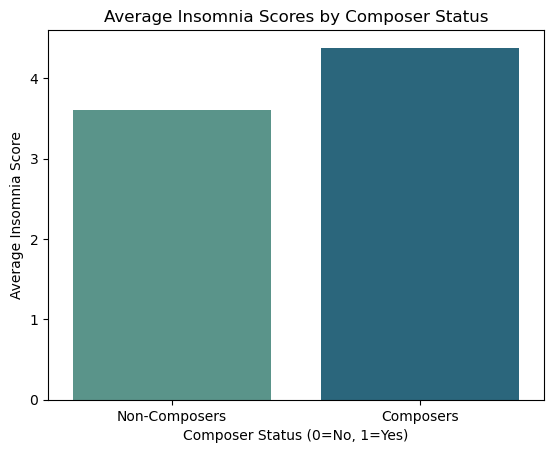 Average Insomnia Scores by Composer Status
Average Insomnia Score
4
3
2
1
0
Non-Composers
Composers
Composer Status (0=No, 1=Yes)